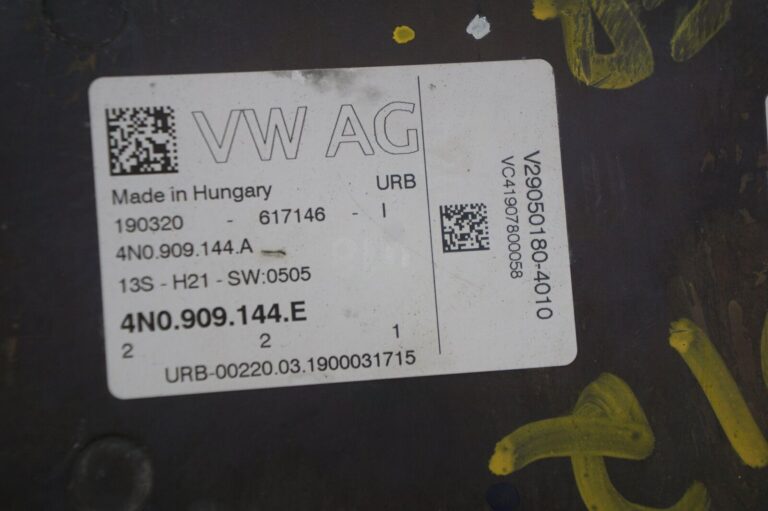 VW AG
Made in Hungary URB
190320 - 617146 - I
4N0.909.144.A
13S - H21 - SW:0505
4N0.909.144.E
2 2 1
URB-00220.03.1900031715
V29050180-4010
VC41907800058